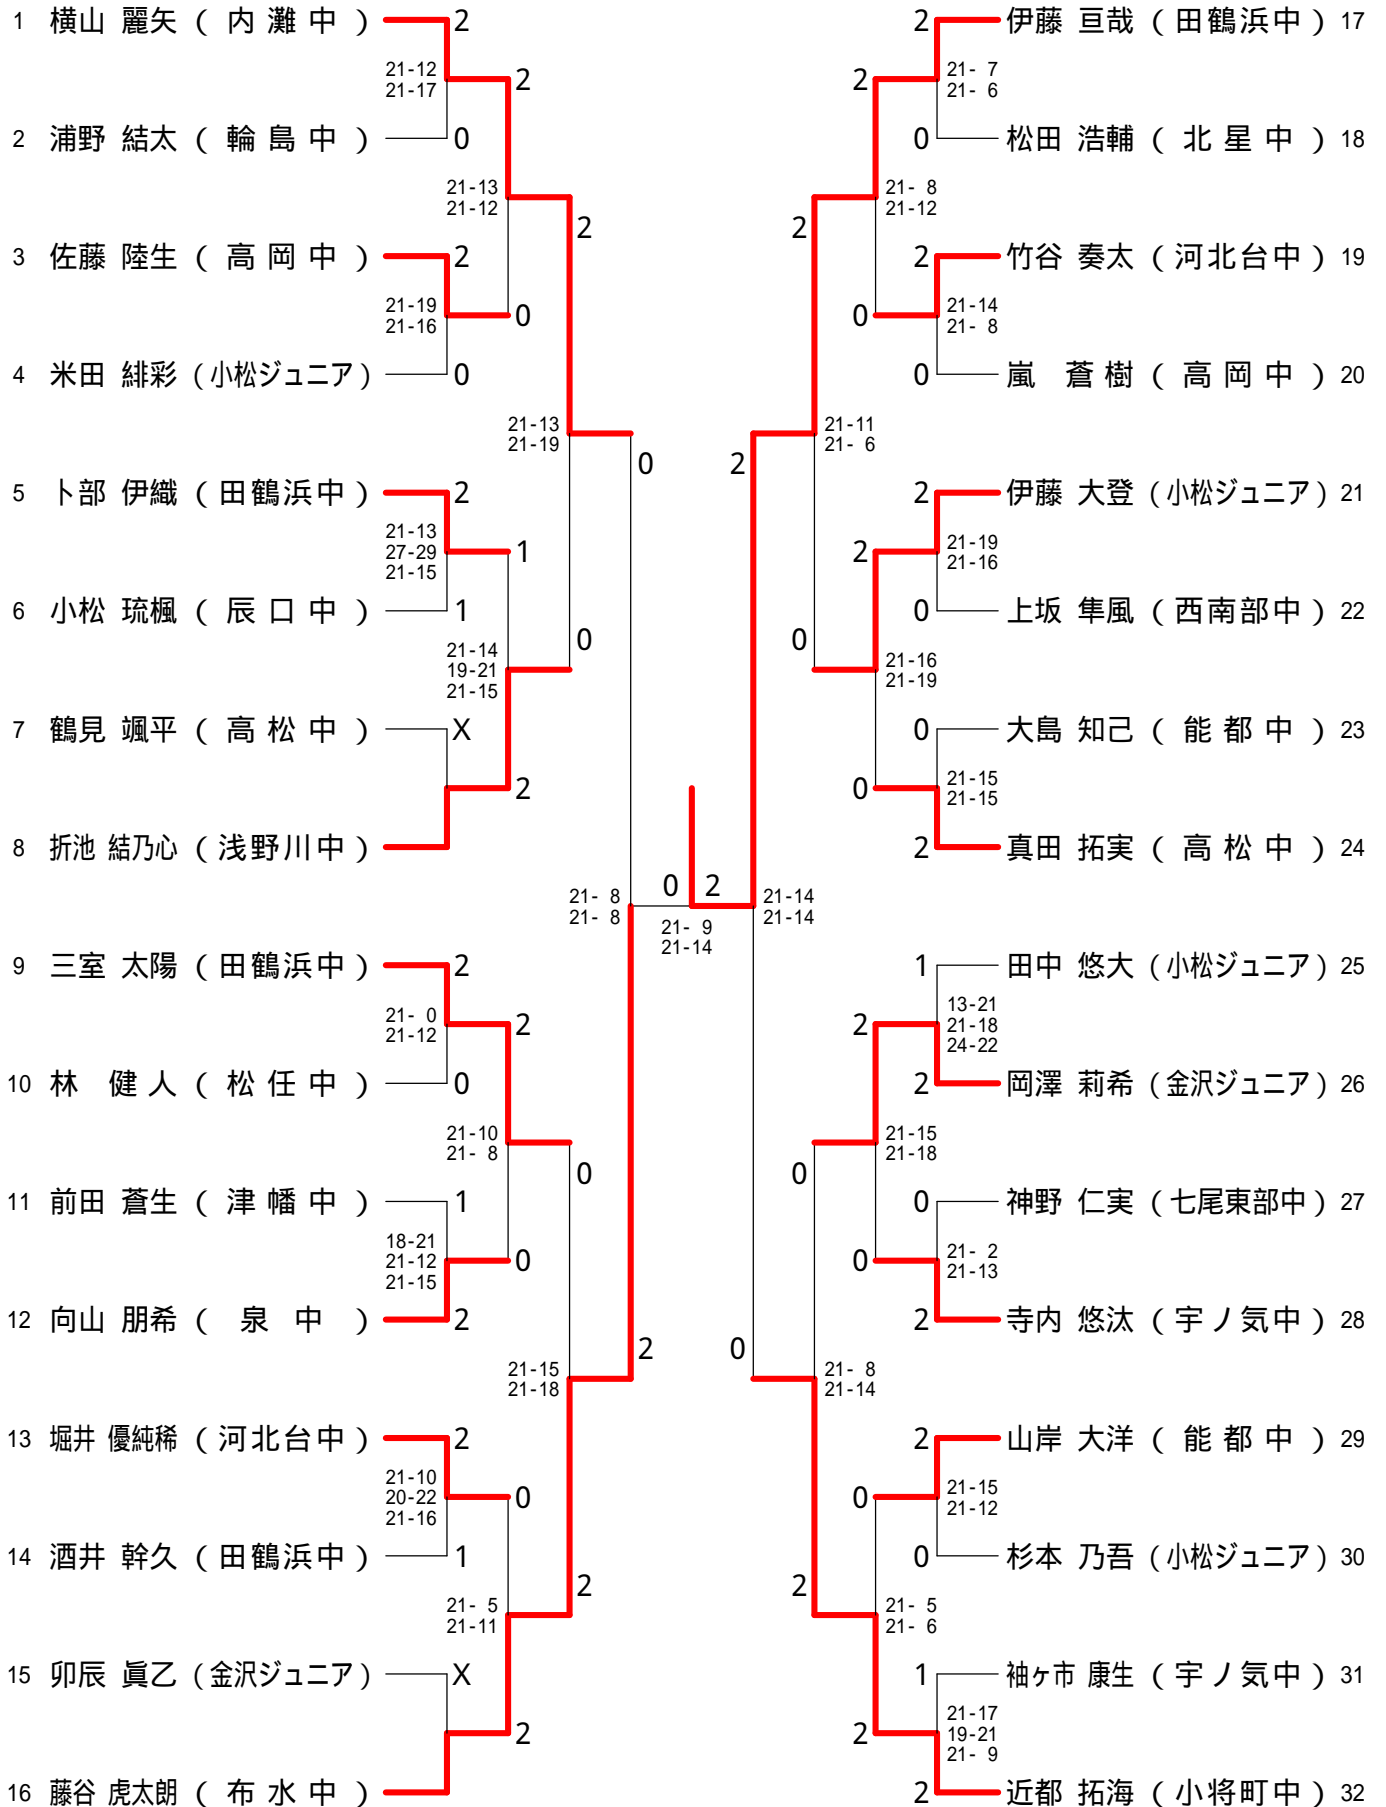 1 横山 麗矢 ( 内 灘 中 ) 2
21-12
21-17
2
2 浦野 結太 ( 輪 島 中 ) 0
21-13
21-12
2
3 佐藤 陸生 ( 高 岡 中 ) 2
21-19
21-16
0
4 米田 緋彩 (小松ジュニア) 0
21-13
21-19
0
5 卜部 伊織 (田鶴浜中) 2
21-13
27-29
21-15
1
6 小松 琉楓 ( 辰 口 中 ) 1
21-14
19-21
21-15
0
7 鶴見 颯平 ( 高 松 中 ) X
2
8 折池 結乃心 (浅野川中)
21- 8
21- 8
0 2
21- 9
21-14
9 三室 太陽 (田鶴浜中) 2
21- 0
21-12
2
10 林 健人 ( 松 任 中 ) 0
21-10
21- 8
0
11 前田 蒼生 ( 津 幡 中 ) 1
18-21
21-12
21-15
0
12 向山 朋希 ( 泉 中 ) 2
21-15
21-18
2
13 堀井 優純稀 (河北台中) 2
21-10
20-22
21-16
0
14 酒井 幹久 (田鶴浜中) 1
21- 5
21-11
2
15 卯辰 眞乙 (金沢ジュニア) X
2
16 藤谷 虎太朗 ( 布 水 中 )
2 伊藤 亘哉 (田鶴浜中) 17
2
21- 7
21- 6
0 松田 浩輔 ( 北 星 中 ) 18
2
21- 8
21-12
2 竹谷 奏太 (河北台中) 19
0
21-14
21- 8
0 嵐 蒼樹 ( 高 岡 中 ) 20
2
21-11
21- 6
2 伊藤 大登 (小松ジュニア) 21
2
21-19
21-16
0 上坂 隼風 (西南部中) 22
0
21-16
21-19
0 大島 知己 ( 能 都 中 ) 23
0
21-15
21-15
2 真田 拓実 ( 高 松 中 ) 24
21-14
21-14
1 田中 悠大 (小松ジュニア) 25
2
13-21
21-18
24-22
2 岡澤 莉希 (金沢ジュニア) 26
0
21-15
21-18
0 神野 仁実 (七尾東部中) 27
0
21- 2
21-13
2 寺内 悠汰 (宇ノ気中) 28
0
21- 8
21-14
2 山岸 大洋 ( 能 都 中 ) 29
0
21-15
21-12
0 杉本 乃吾 (小松ジュニア) 30
2
21- 5
21- 6
1 袖ヶ市 康生 (宇ノ気中) 31
2
21-17
19-21
21- 9
2 近都 拓海 (小将町中) 32